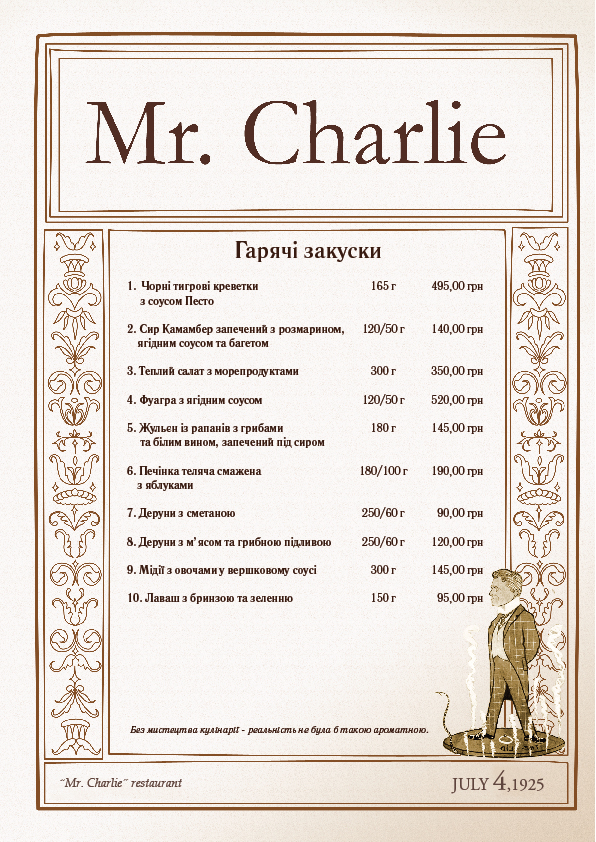 Mr. Charlie
Гарячі закуски
1. Чорні тигрові креветки 165 г 495,00 грн
з соусом Песто
2. Сир Камамбер запечений з розмарином, 120/50 г 140,00 грн
ягідним соусом та багетом
3. Теплий салат з морепродуктами 300 г 350,00 грн
4. Фуагра з ягідним соусом 120/50 г 520,00 грн
5. Жульен із рапанів з грибами 180 г 145,00 грн
та білим вином, запечений під сиром
6. Печінка теляча смажена 180/100 г 190,00 грн
з яблуками
7. Деруни з сметаною 250/60 г 90,00 грн
8. Деруни з м'ясом та грибною підливою 250/60 г 120,00 грн
9. Мідії з овочами у вершковому соусі 300 г 145,00 грн
10. Лаваш з бринзою та зеленню 150 г 95,00 грн
Без мистецтва кулінарії - реальність не була б такою ароматною.
"Mr. Charlie" restaurant JULY 4,1925